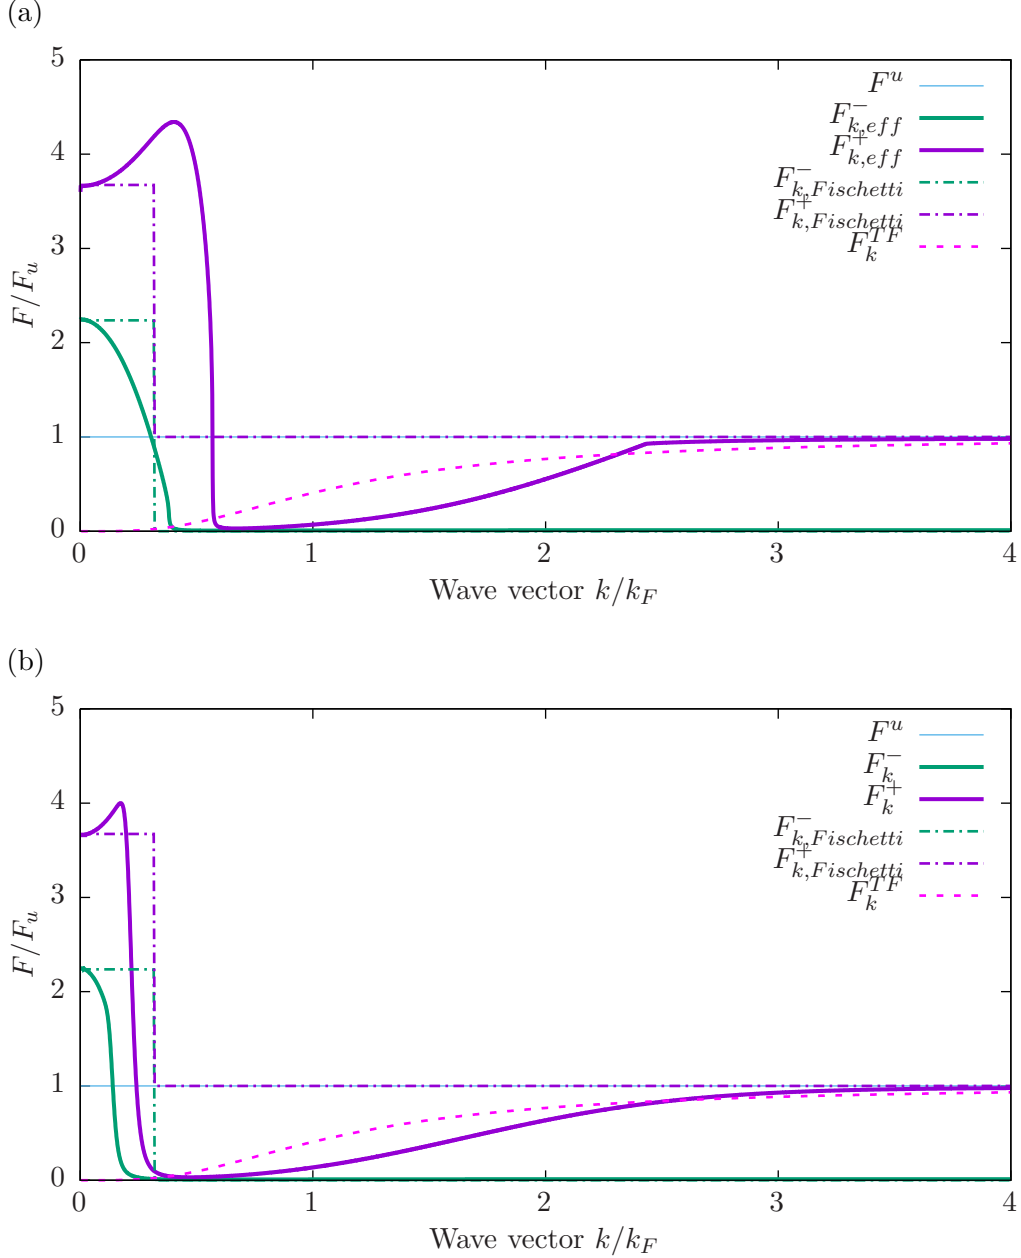 (a)
5
4
3
2
1
0
F/F_u
F^u
F^-_{k,eff}
F^+_{k,eff}
F^-_{k,Fischetti}
F^+_{k,Fischetti}
F^{TF}_k
0 1 2 3 4
Wave vector k/k_F
(b)
5
4
3
2
1
0
F/F_u
F^u
F^-_k
F^+_k
F^-_{k,Fischetti}
F^+_{k,Fischetti}
F^{TF}_k
0 1 2 3 4
Wave vector k/k_F